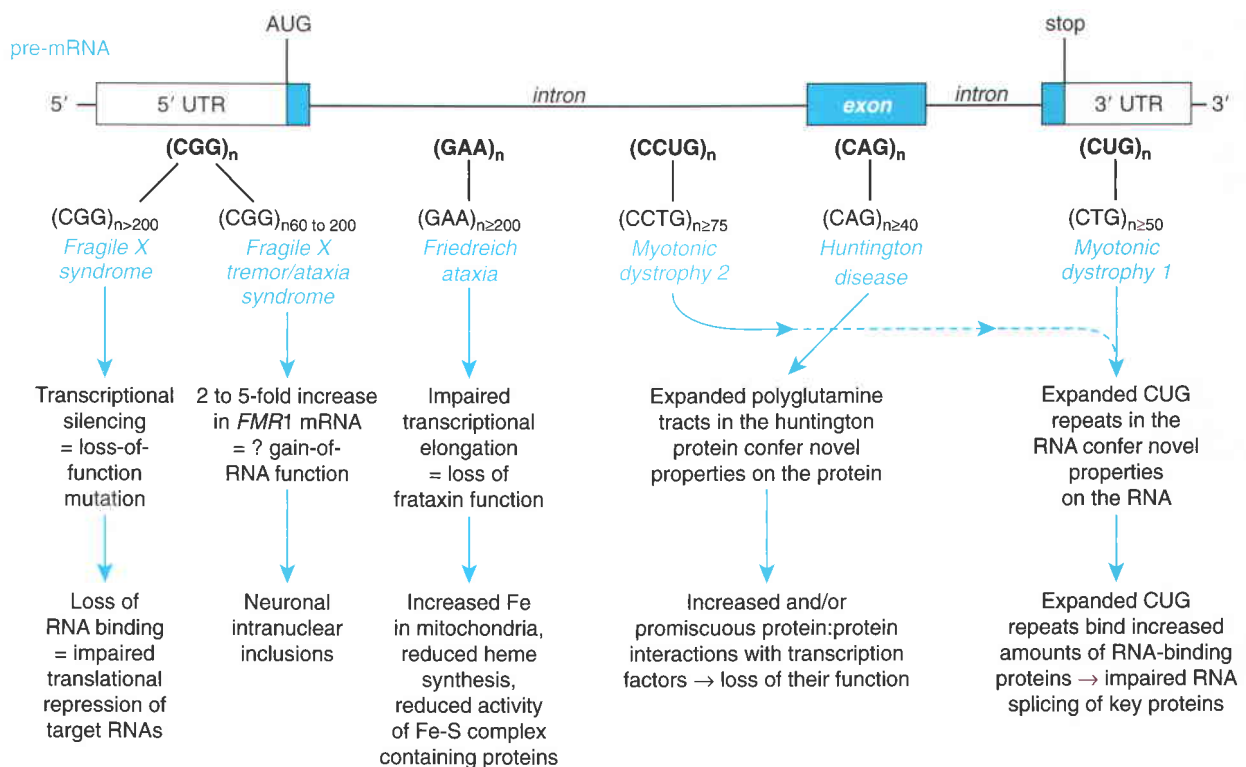 AUG
stop
pre-mRNA
5′
5′ UTR
intron
exon
intron
3′ UTR
3′
(CGG)n
(GAA)n
(CCUG)n
(CAG)n
(CUG)n
(CGG)n>200
(CGG)n60 to 200
(GAA)n≥200
(CCTG)n≥75
(CAG)n≥40
(CTG)n≥50
Fragile X
syndrome
Fragile X
tremor/ataxia
syndrome
Friedreich
ataxia
Myotonic
dystrophy 2
Huntington
disease
Myotonic
dystrophy 1
Transcriptional
silencing
= loss-of-
function
mutation
2 to 5-fold increase
in FMR1 mRNA
= ? gain-of-
RNA function
Impaired
transcriptional
elongation
= loss of
frataxin function
Expanded polyglutamine
tracts in the huntington
protein confer novel
properties on the protein
Expanded CUG
repeats in the
RNA confer novel
properties
on the RNA
Loss of
RNA binding
= impaired
translational
repression of
target RNAs
Neuronal
intranuclear
inclusions
Increased Fe
in mitochondria,
reduced heme
synthesis,
reduced activity
of Fe-S complex
containing proteins
Increased and/or
promiscuous protein:protein
interactions with transcription
factors → loss of their function
Expanded CUG
repeats bind increased
amounts of RNA-binding
proteins → impaired RNA
splicing of key proteins